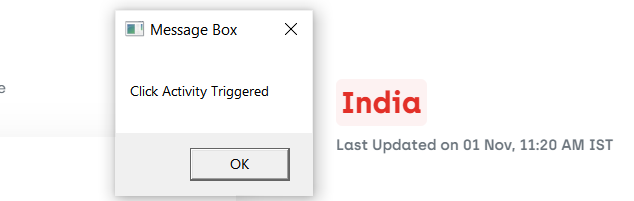 Message Box
Click Activity Triggered
OK
e
India
Last Updated on 01 Nov, 11:20 AM IST